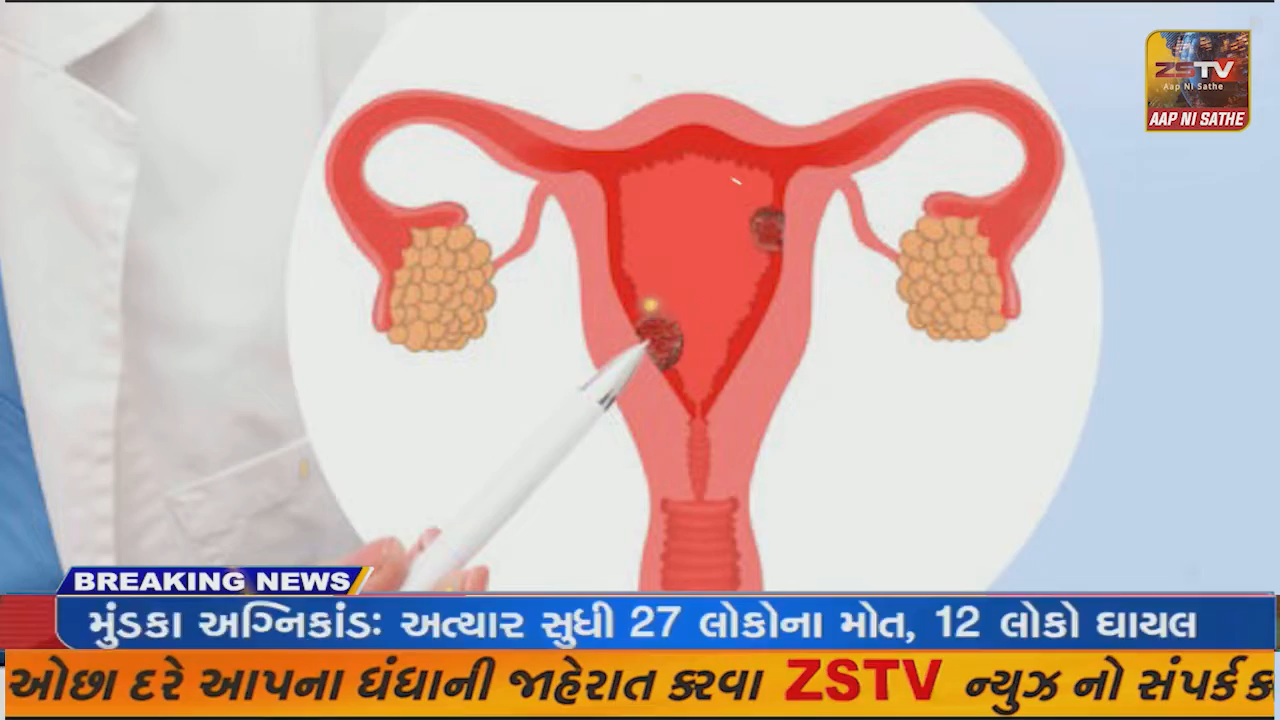 ZSTV
Aap Ni Sathe
AAP NI SATHE
BREAKING NEWS
મુંડકા અગ્નિકાંડઃ અત્યાર સુધી 27 લોકોના મોત, 12 લોકો ઘાયલ
ઓછા દરે આપના ધંધાની જાહેરાત કરવા ZSTV ન્યુઝ નો સંપર્ક ક